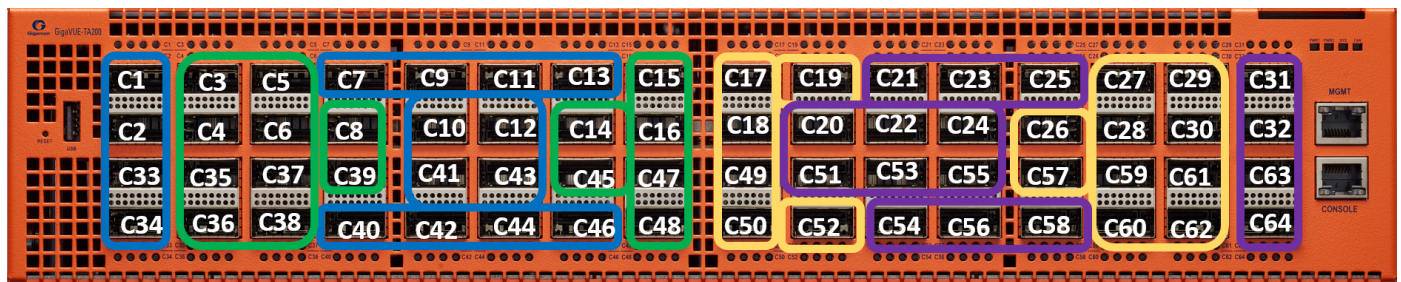 Gigamon GigaVUE-TA200
C1 C3 C5 C7 C9 C11 C13 C15 C17 C19 C21 C23 C25 C27 C29 C31
C2 C4 C6 C8 C10 C12 C14 C16 C18 C20 C22 C24 C26 C28 C30 C32
C33 C35 C37 C39 C41 C43 C45 C47 C49 C51 C53 C55 C57 C59 C61 C63
C34 C36 C38 C40 C42 C44 C46 C48 C50 C52 C54 C56 C58 C60 C62 C64
RESET
USB
MGMT
CONSOLE